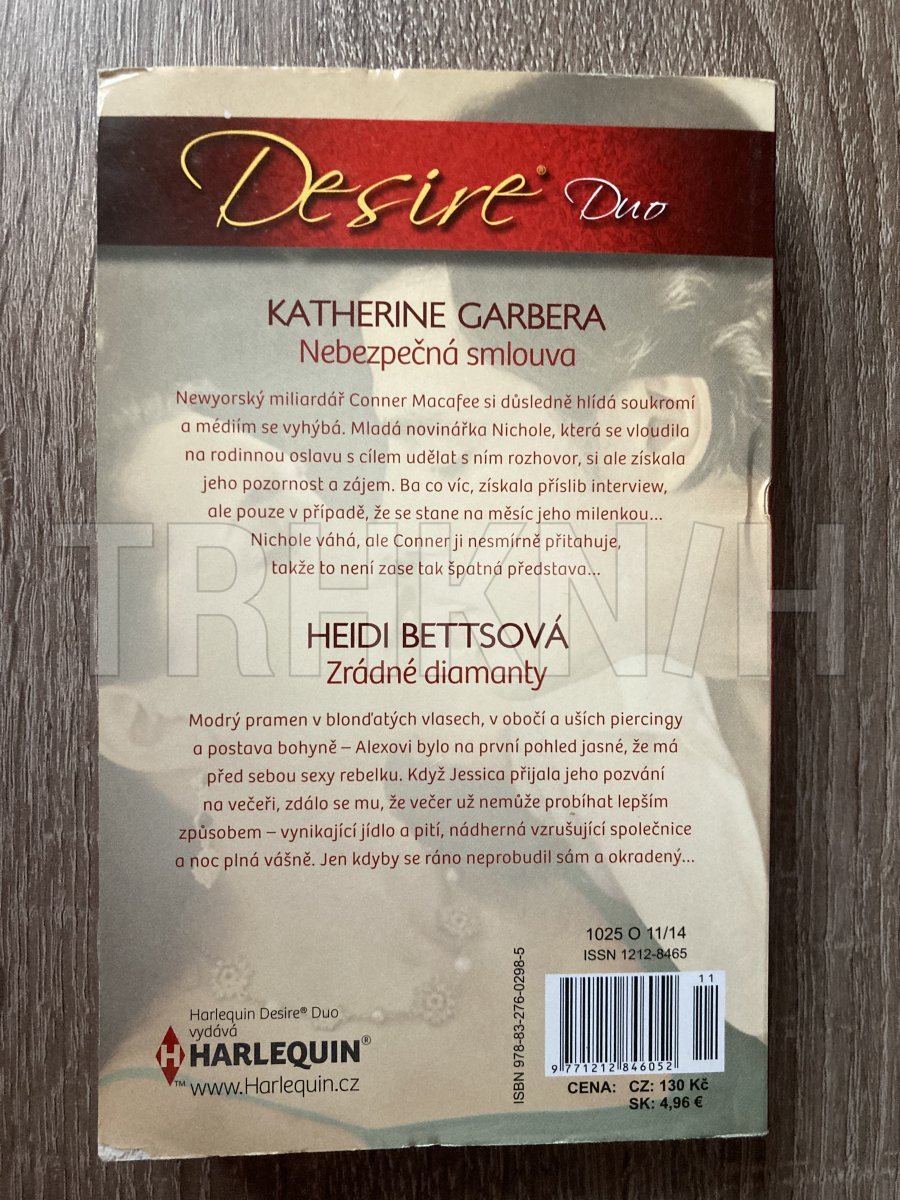 Desire® Duo
KATHERINE GARBERA
Nebezpečná smlouva
Newyorský miliardář Conner Macafee si důsledně hlídá soukromí
a médiím se vyhýbá. Mladá novinářka Nichole, která se vloudila
na rodinnou oslavu s cílem udělat s ním rozhovor, si ale získala
jeho pozornost a zájem. Ba co víc, získala příslib interview,
ale pouze v případě, že se stane na měsíc jeho milenkou...
Nichole váhá, ale Conner ji nesmírně přitahuje,
takže to není zase tak špatná představa...
TRHKN/H
HEIDI BETTSOVÁ
Zrádné diamanty
Modrý pramen v blonďatých vlasech, v obočí a uších piercingy
a postava bohyně – Alexovi bylo na první pohled jasné, že má
před sebou sexy rebelku. Když Jessica přijala jeho pozvání
na večeři, zdálo se mu, že večer už nemůže probíhat lepším
způsobem – vynikající jídlo a pití, nádherná vzrušující společnice
a noc plná vášně. Jen kdyby se ráno neprobudil sám a okradený...
1025 O 11/14
ISSN 1212-8465
ISBN 978-83-276-0298-5
11
9 771212 846052
Harlequin Desire® Duo
vydává
H HARLEQUIN®
™ www.Harlequin.cz
CENA: CZ: 130 Kč
SK: 4,96 €